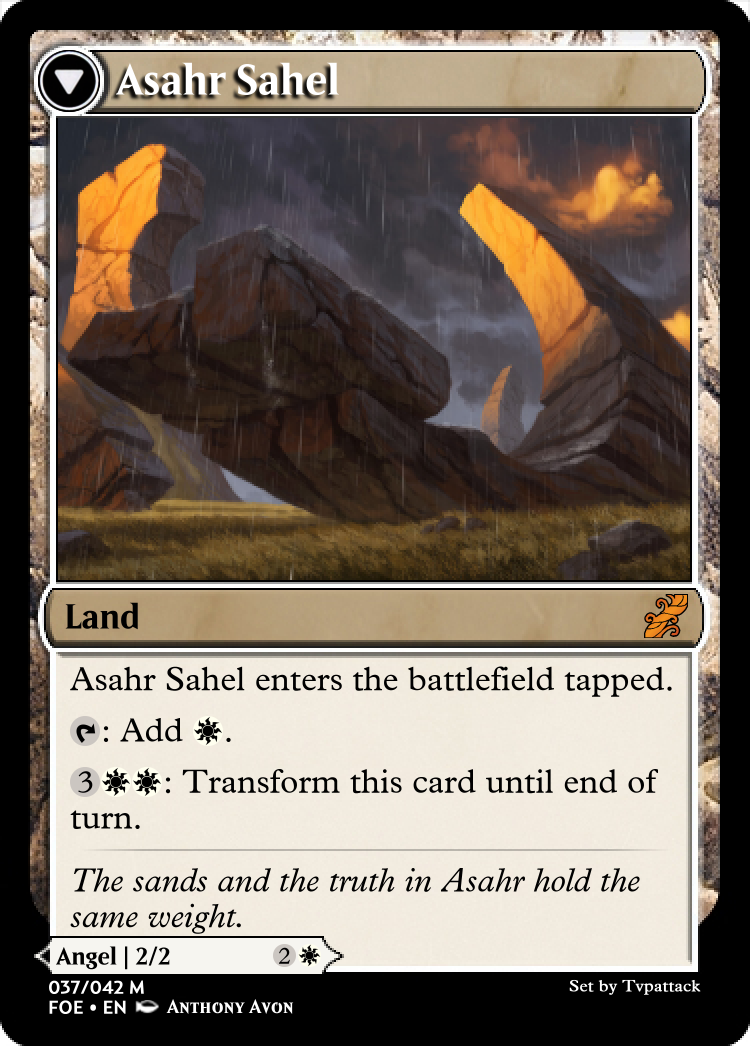 Asahr Sahel
Land
Asahr Sahel enters the battlefield tapped.
: Add .
3: Transform this card until end of
turn.
The sands and the truth in Asahr hold the
same weight.
Angel | 2/2 2
037/042 M
Set by Tvpattack
FOE • EN Anthony Avon